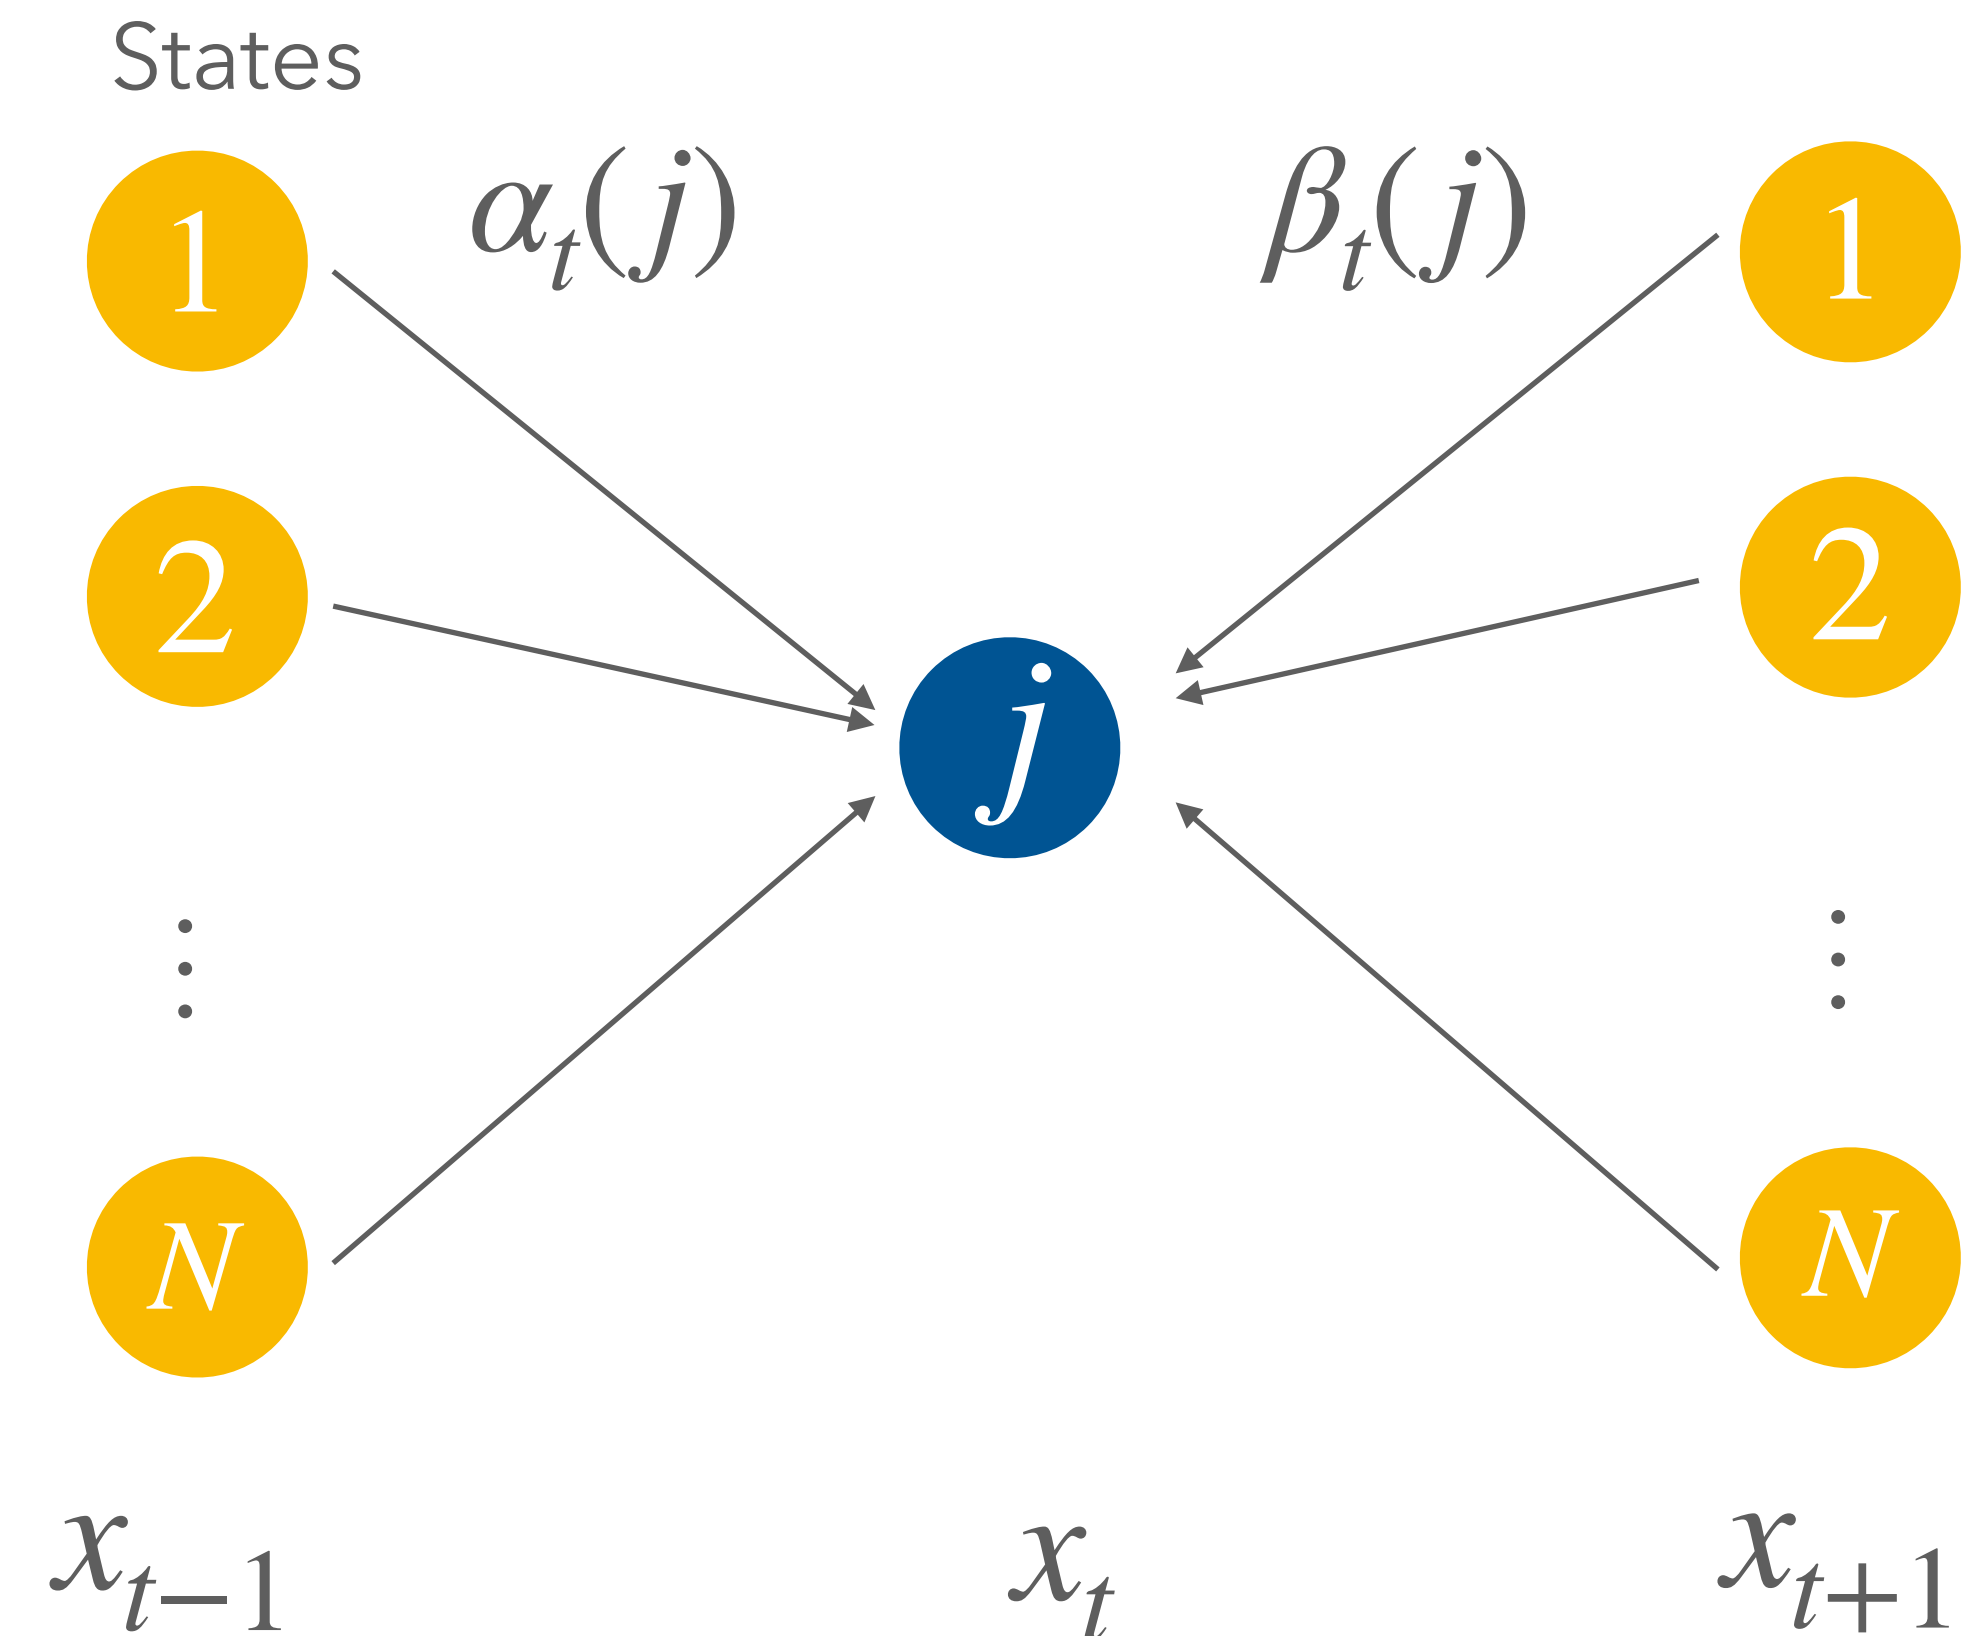 States
α_t(j) β_t(j)
1 1
2 2
j
⋮ ⋮
N N
x_{t−1} x_t x_{t+1}